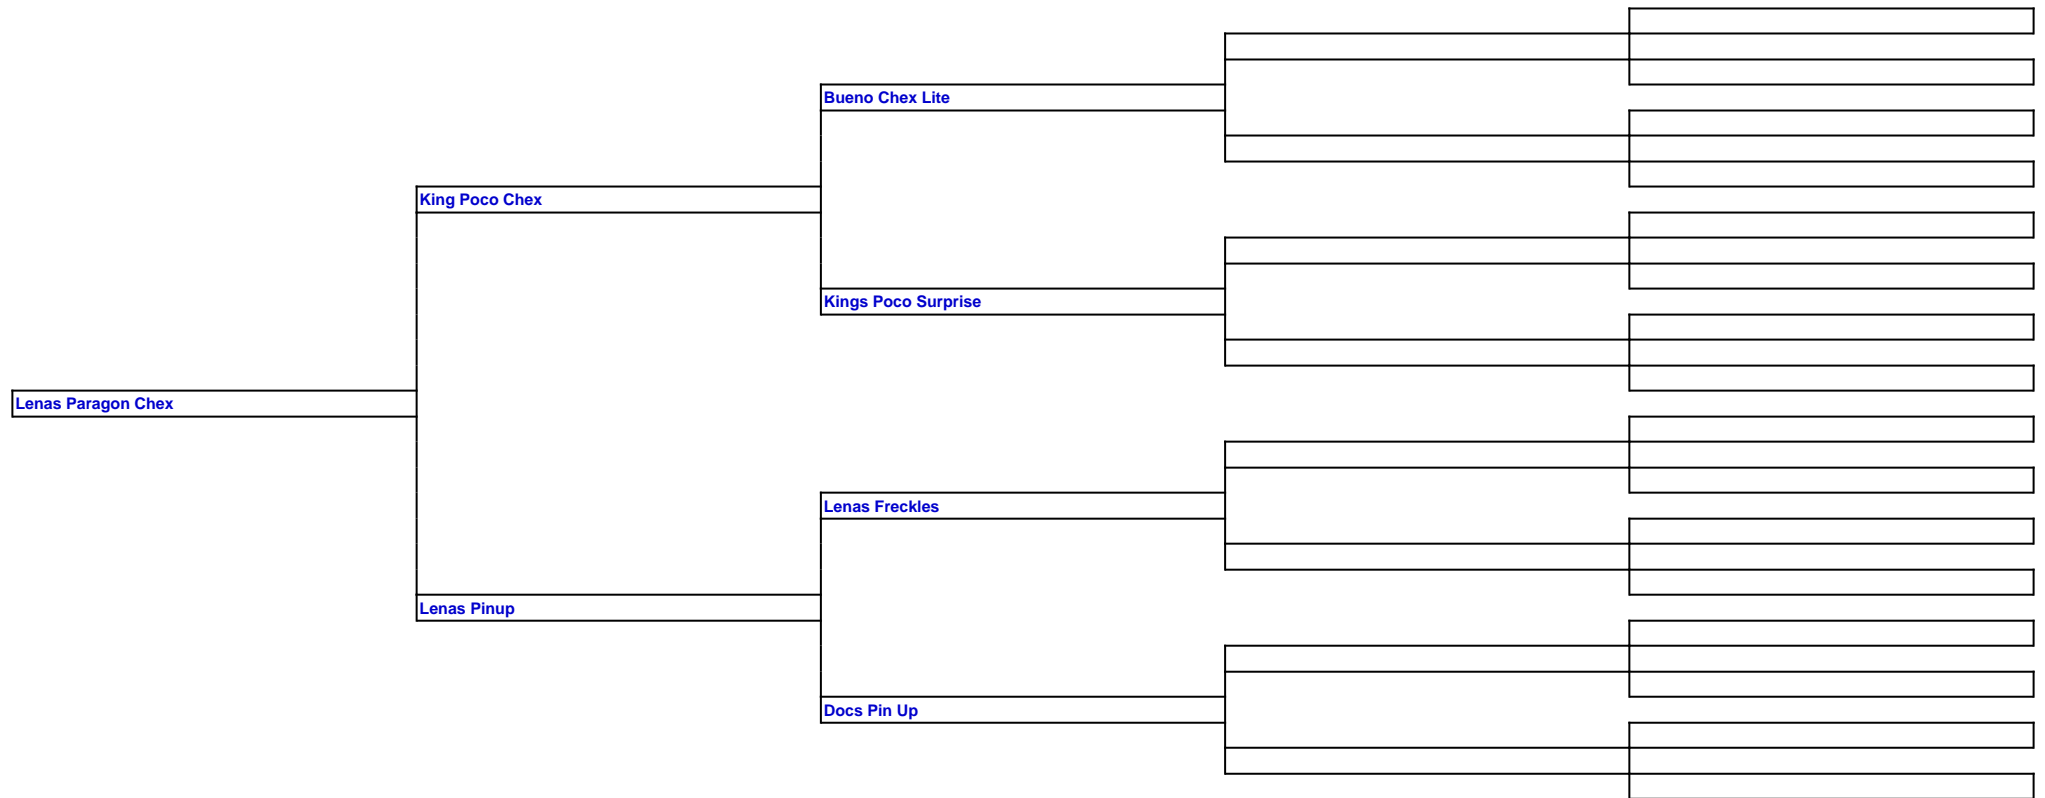 Bueno Chex Lite
King Poco Chex
Kings Poco Surprise
Lenas Paragon Chex
Lenas Freckles
Lenas Pinup
Docs Pin Up